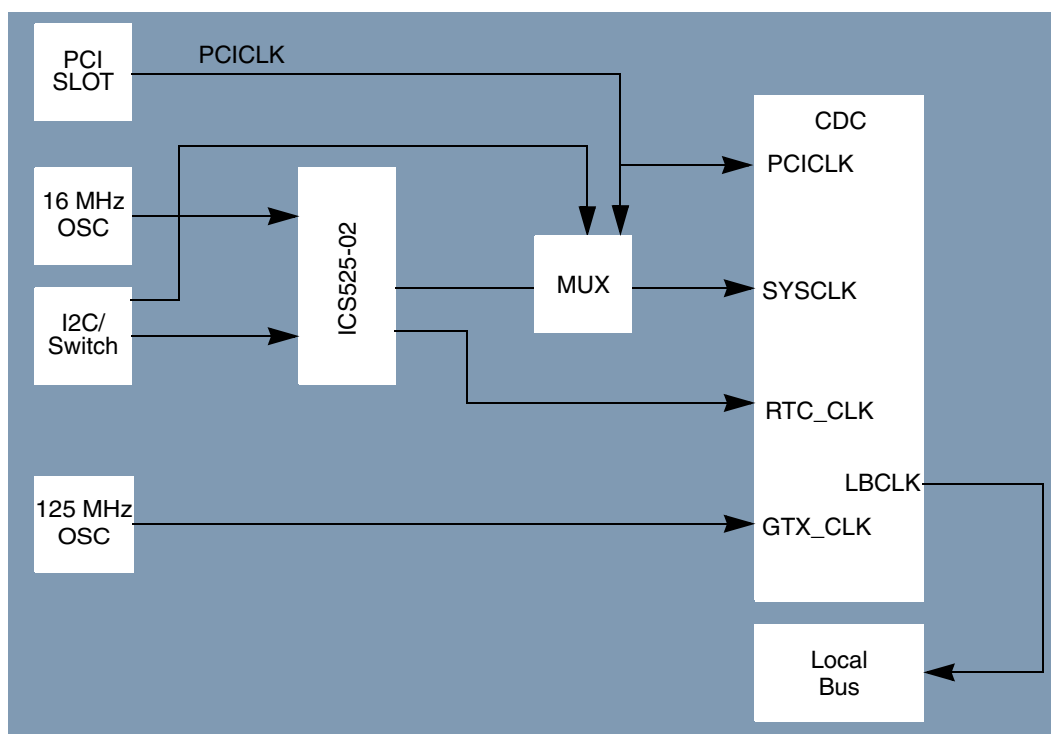 PCI
SLOT
PCICLK
CDC
PCICLK
16 MHz
OSC
ICS525-02
MUX
SYSCLK
I2C/
Switch
RTC_CLK
LBCLK
125 MHz
OSC
GTX_CLK
Local
Bus